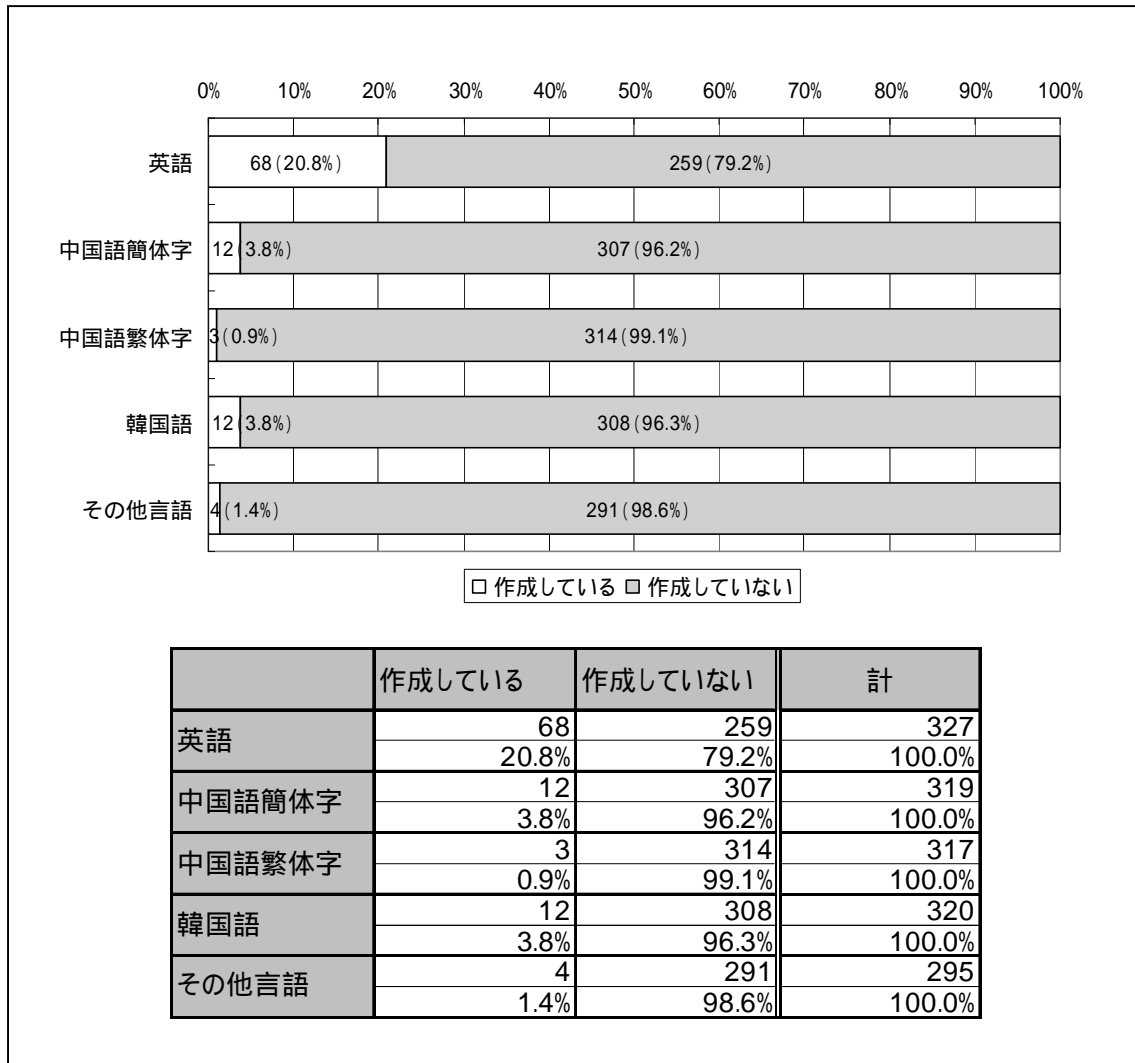 0% 10% 20% 30% 40% 50% 60% 70% 80% 90% 100%
英語 68(20.8%) 259(79.2%)
中国語簡体字 12(3.8%) 307(96.2%)
中国語繁体字 3(0.9%) 314(99.1%)
韓国語 12(3.8%) 308(96.3%)
その他言語 4(1.4%) 291(98.6%)
作成している 作成していない
作成している 作成していない 計
英語 68 259 327
20.8% 79.2% 100.0%
中国語簡体字 12 307 319
3.8% 96.2% 100.0%
中国語繁体字 3 314 317
0.9% 99.1% 100.0%
韓国語 12 308 320
3.8% 96.3% 100.0%
その他言語 4 291 295
1.4% 98.6% 100.0%